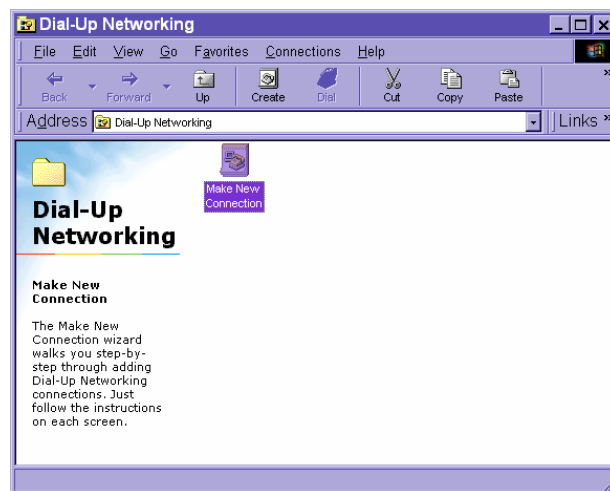 Dial-Up Networking
File Edit View Go Favorites Connections Help
Back Forward Up Create Dial Cut Copy Paste »
Address Dial-Up Networking Links »
Make New
Connection
Dial-Up
Networking
Make New
Connection
The Make New
Connection wizard
walks you step-by-
step through adding
Dial-Up Networking
connections. Just
follow the instructions
on each screen.